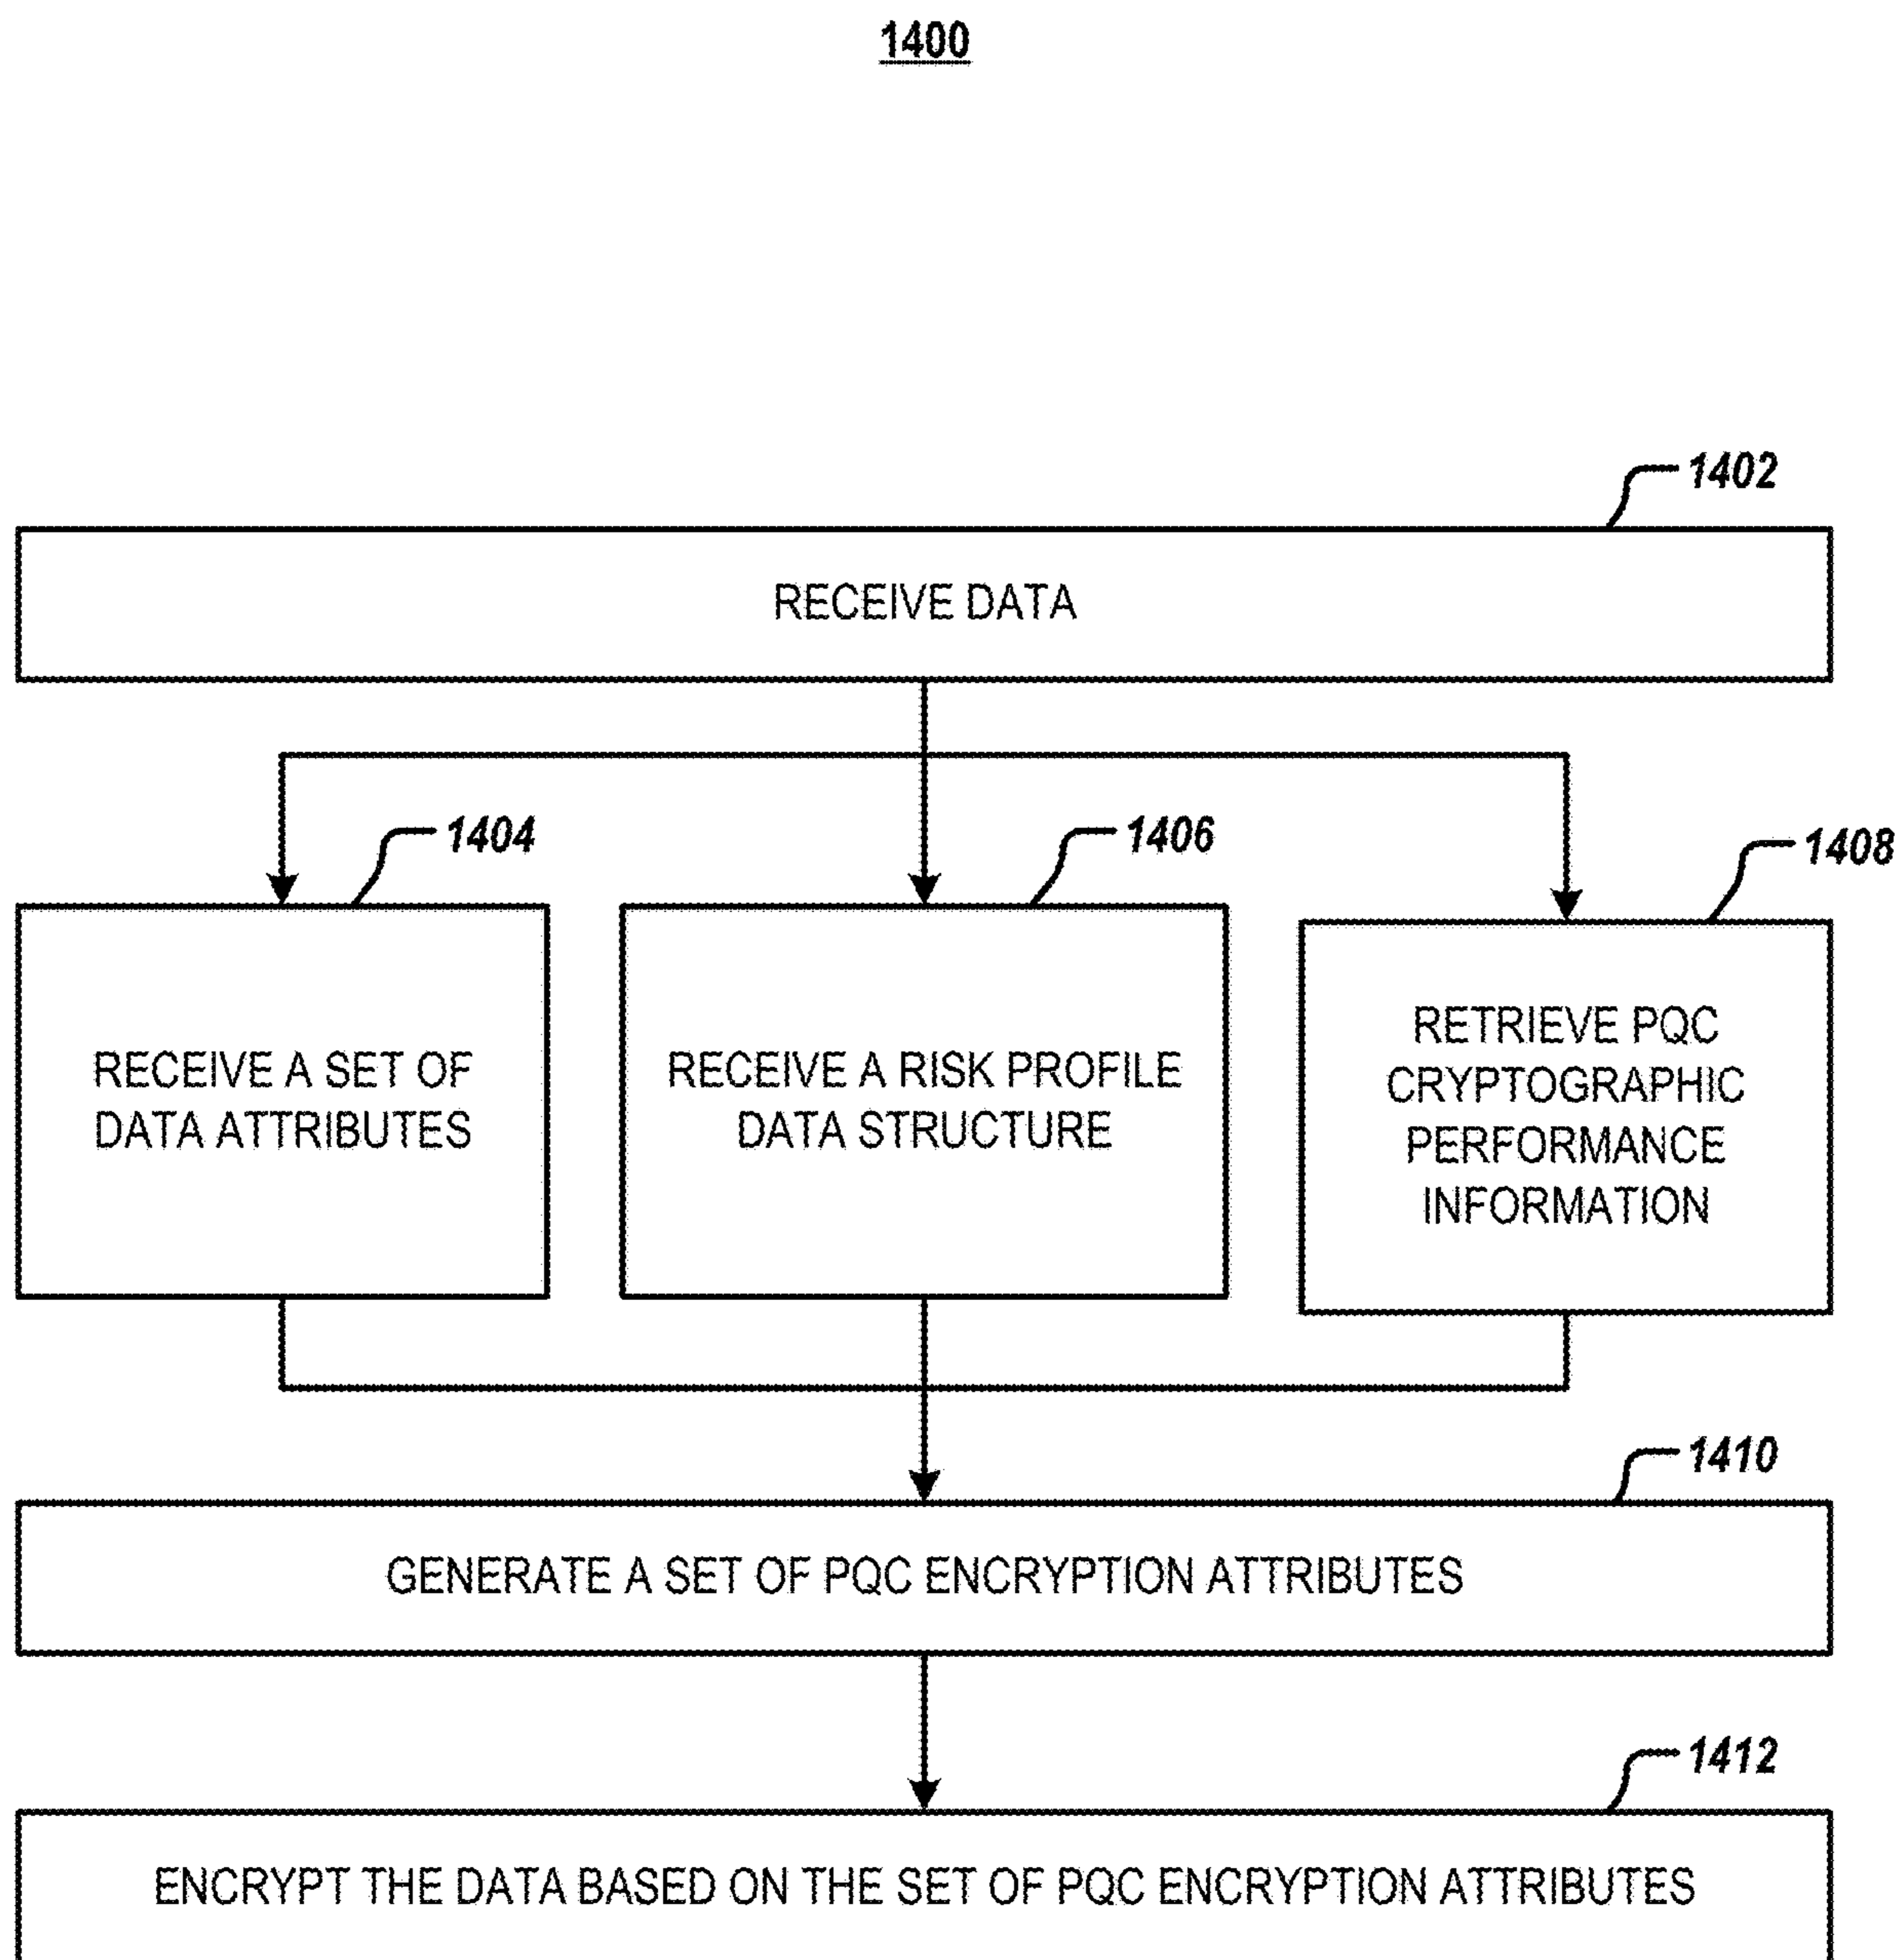 1400
1402
RECEIVE DATA
1404
1406
1408
RECEIVE A SET OF
DATA ATTRIBUTES
RECEIVE A RISK PROFILE
DATA STRUCTURE
RETRIEVE PQC
CRYPTOGRAPHIC
PERFORMANCE
INFORMATION
1410
GENERATE A SET OF PQC ENCRYPTION ATTRIBUTES
1412
ENCRYPT THE DATA BASED ON THE SET OF PQC ENCRYPTION ATTRIBUTES